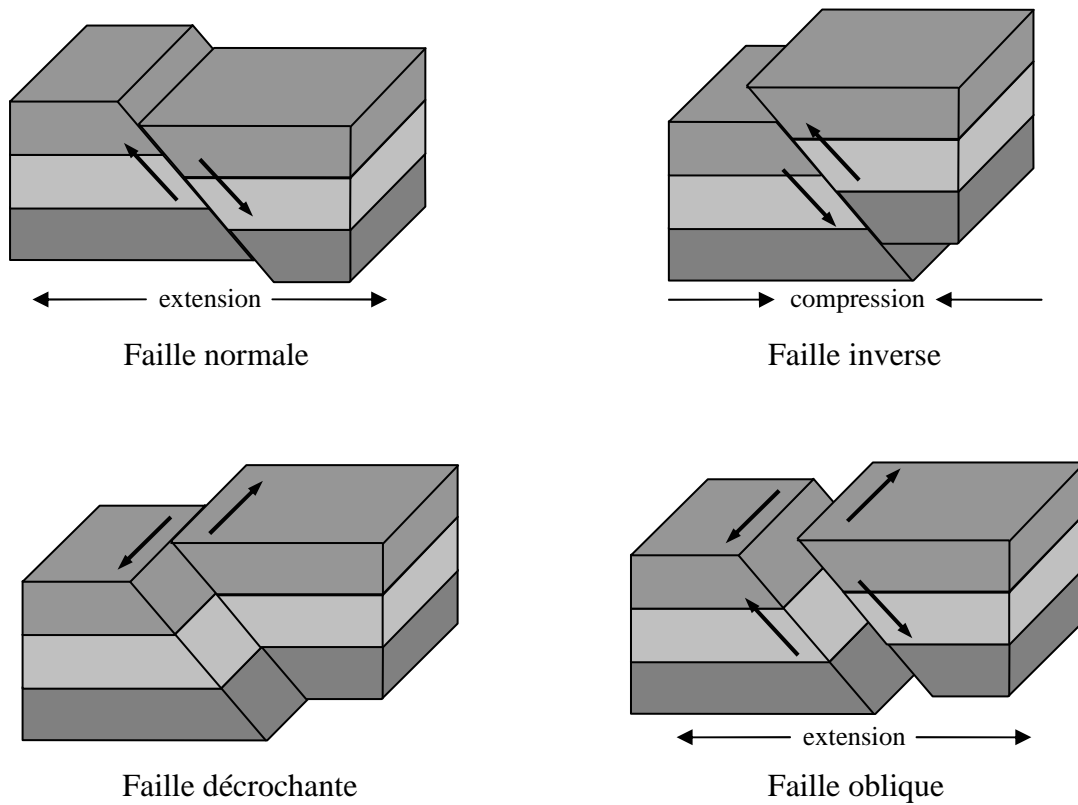 extension
Faille normale
compression
Faille inverse
Faille décrochante
extension
Faille oblique